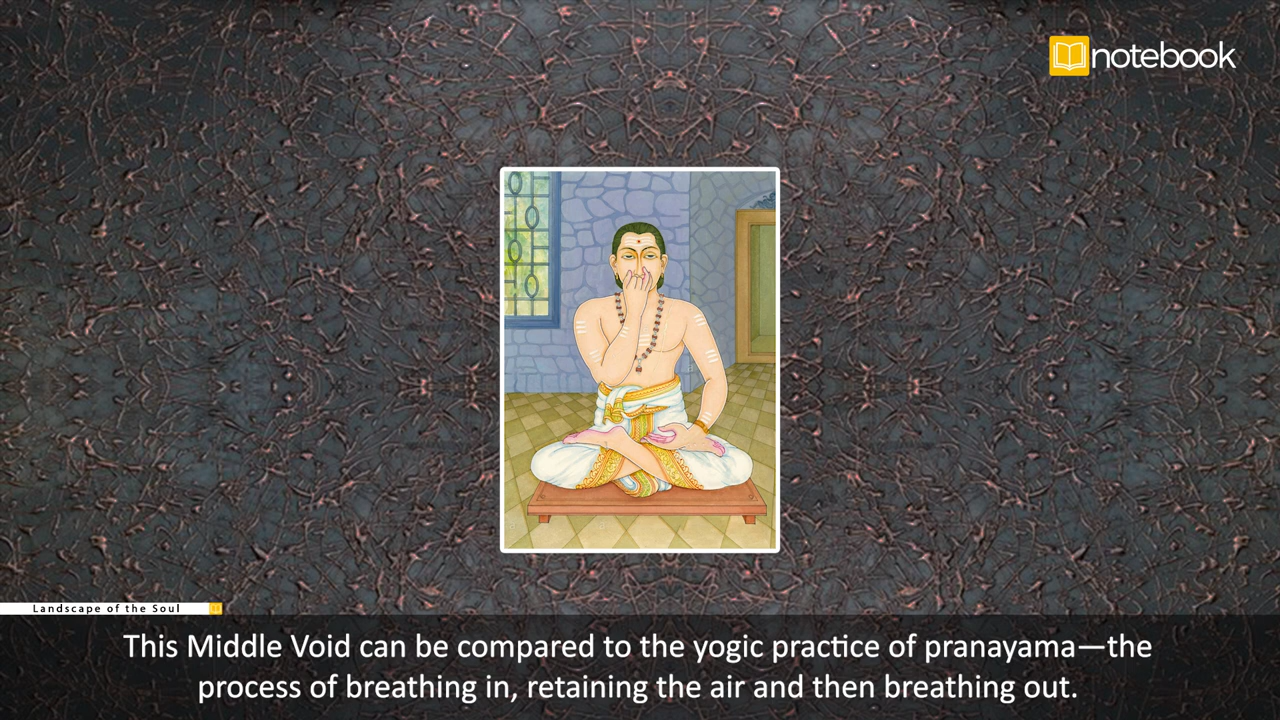 notebook
Landscape of the Soul
This Middle Void can be compared to the yogic practice of pranayama—the
process of breathing in, retaining the air and then breathing out.